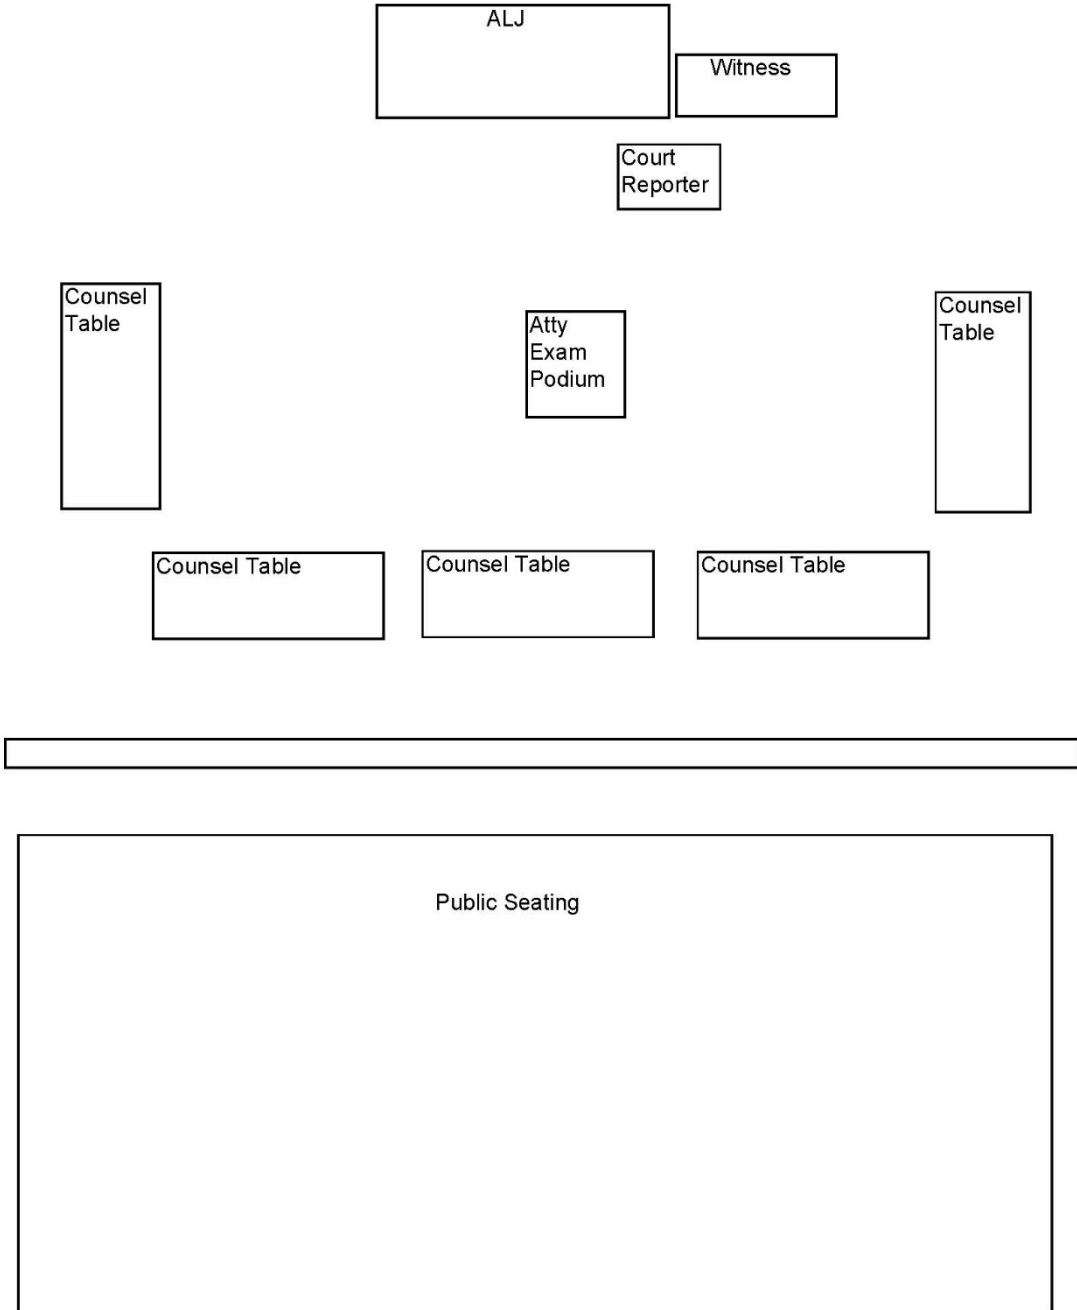 ALJ
Witness
Court
Reporter
Counsel
Table
Atty
Exam
Podium
Counsel
Table
Counsel Table
Counsel Table
Counsel Table
Public Seating